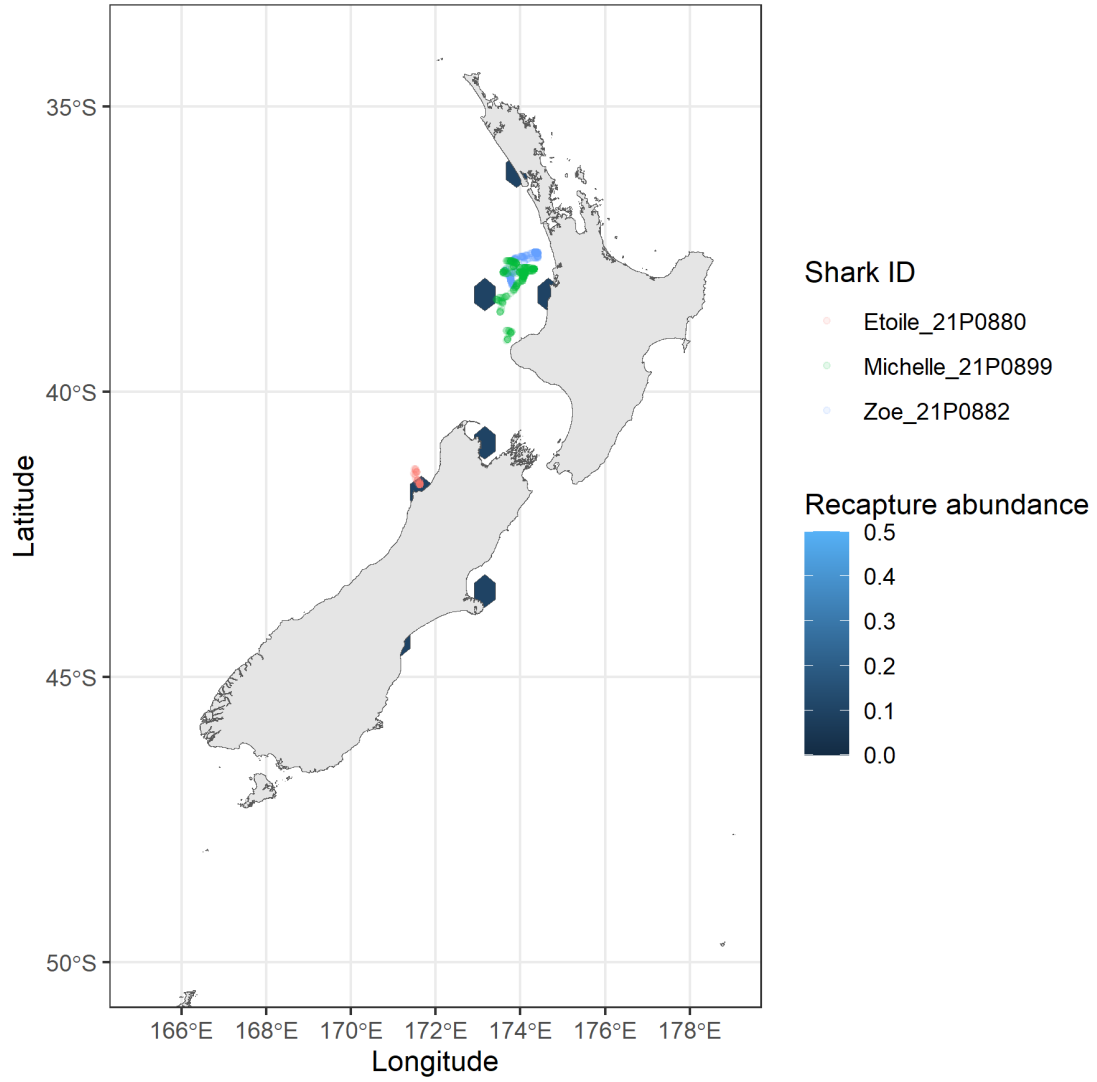 35°S
40°S
45°S
50°S
Latitude
166°E 168°E 170°E 172°E 174°E 176°E 178°E
Longitude
Shark ID
Etoile_21P0880
Michelle_21P0899
Zoe_21P0882
Recapture abundance
0.5
0.4
0.3
0.2
0.1
0.0